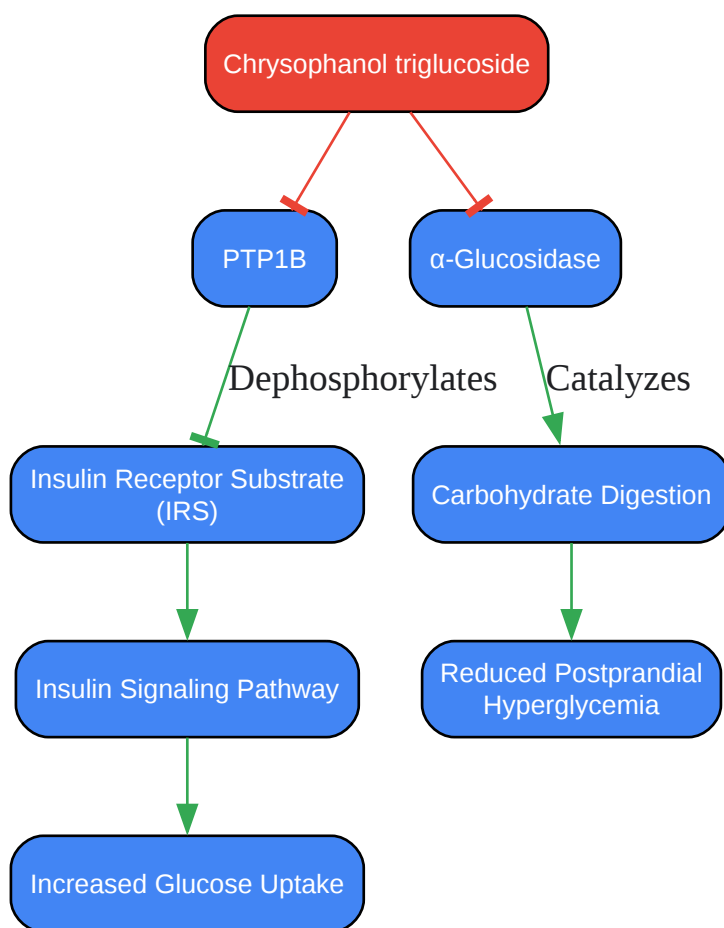 Chrysophanol triglucoside
PTP1B
α-Glucosidase
Dephosphorylates
Catalyzes
Insulin Receptor Substrate
(IRS)
Carbohydrate Digestion
Insulin Signaling Pathway
Reduced Postprandial
Hyperglycemia
Increased Glucose Uptake